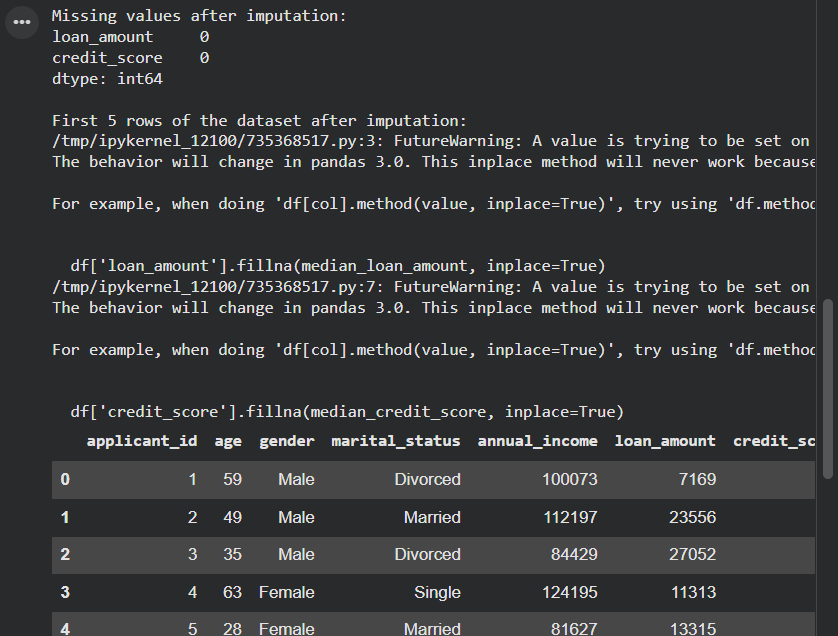 Missing values after imputation:
loan_amount 0
credit_score 0
dtype: int64
First 5 rows of the dataset after imputation:
/tmp/ipykernel_12100/735368517.py:3: FutureWarning: A value is trying to be set on
The behavior will change in pandas 3.0. This inplace method will never work because
For example, when doing 'df[col].method(value, inplace=True)', try using 'df.method
df['loan_amount'].fillna(median_loan_amount, inplace=True)
/tmp/ipykernel_12100/735368517.py:7: FutureWarning: A value is trying to be set on
The behavior will change in pandas 3.0. This inplace method will never work because
For example, when doing 'df[col].method(value, inplace=True)', try using 'df.method
df['credit_score'].fillna(median_credit_score, inplace=True)
applicant_id age gender marital_status annual_income loan_amount credit_sc
0 1 59 Male Divorced 100073 7169
1 2 49 Male Married 112197 23556
2 3 35 Male Divorced 84429 27052
3 4 63 Female Single 124195 11313
4 5 28 Female Married 81627 13315